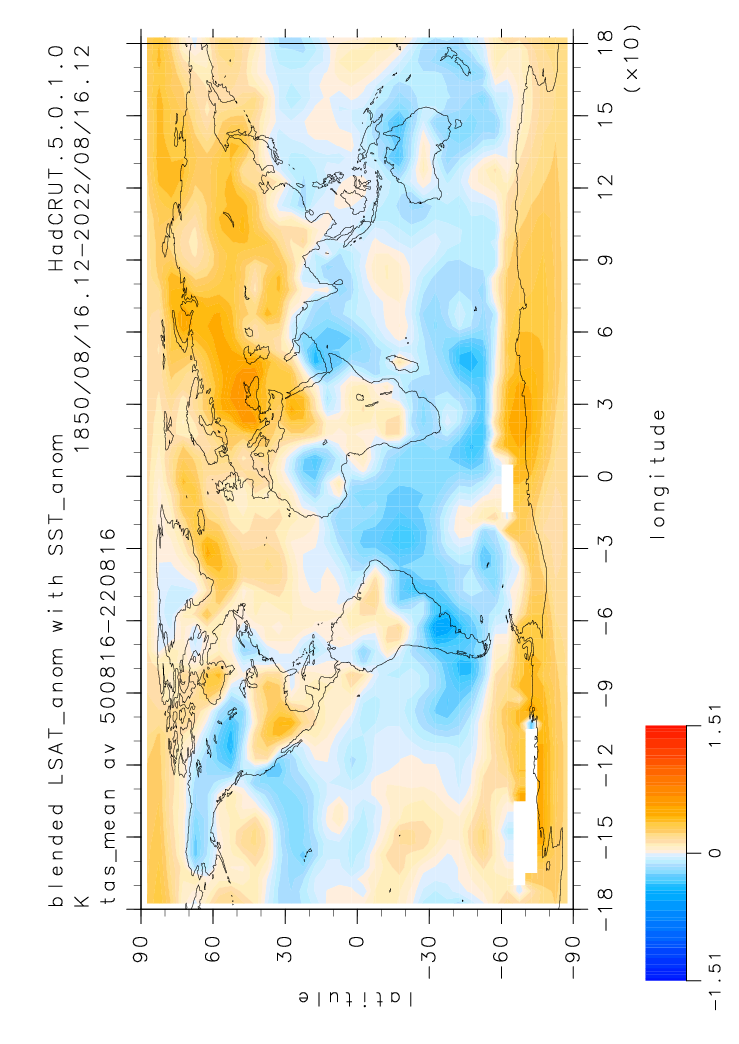 blended LSAT_anom with SST_anom HadCRUT.5.0.1.0
K 1850/08/16.12-2022/08/16.12
tas_mean av 500816-220816
90 60 30 0 -30 -60 -90
latitude
-18 -15 -12 -9 -6 -3 0 3 6 9 12 15 18
(×10)
longitude
-1.51 0 1.51